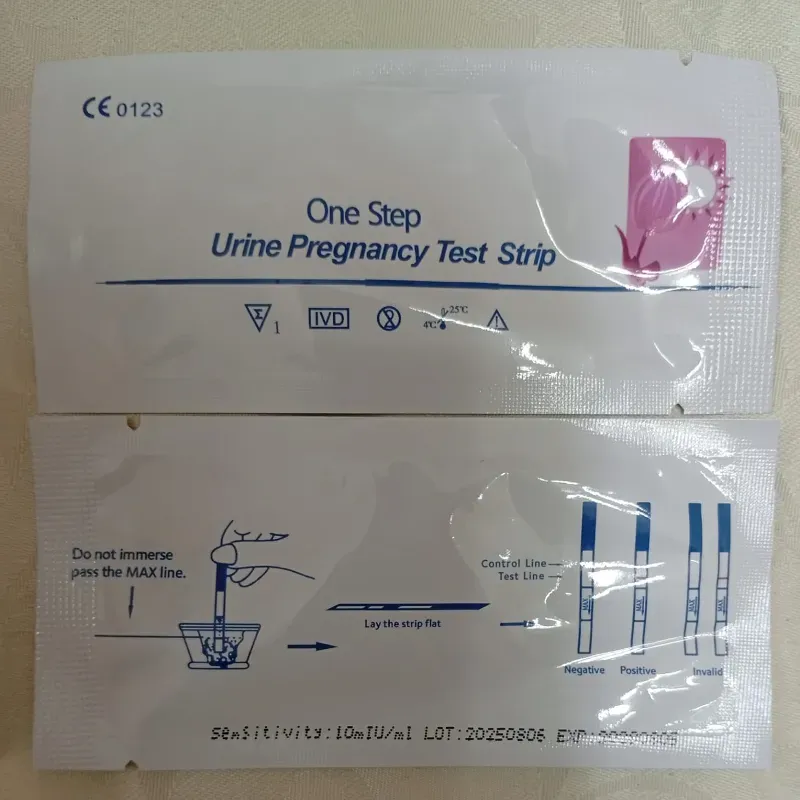 CE 0123
One Step
Urine Pregnancy Test Strip
Σ 1
IVD
2
25℃
4℃
Do not immerse
pass the MAX line.
Lay the strip flat
Control Line
Test Line
MAX
MAX
MAX
MAX
Negative
Positive
Invalid
Sensitivity:10mIU/ml LOT:20250806 EXP: